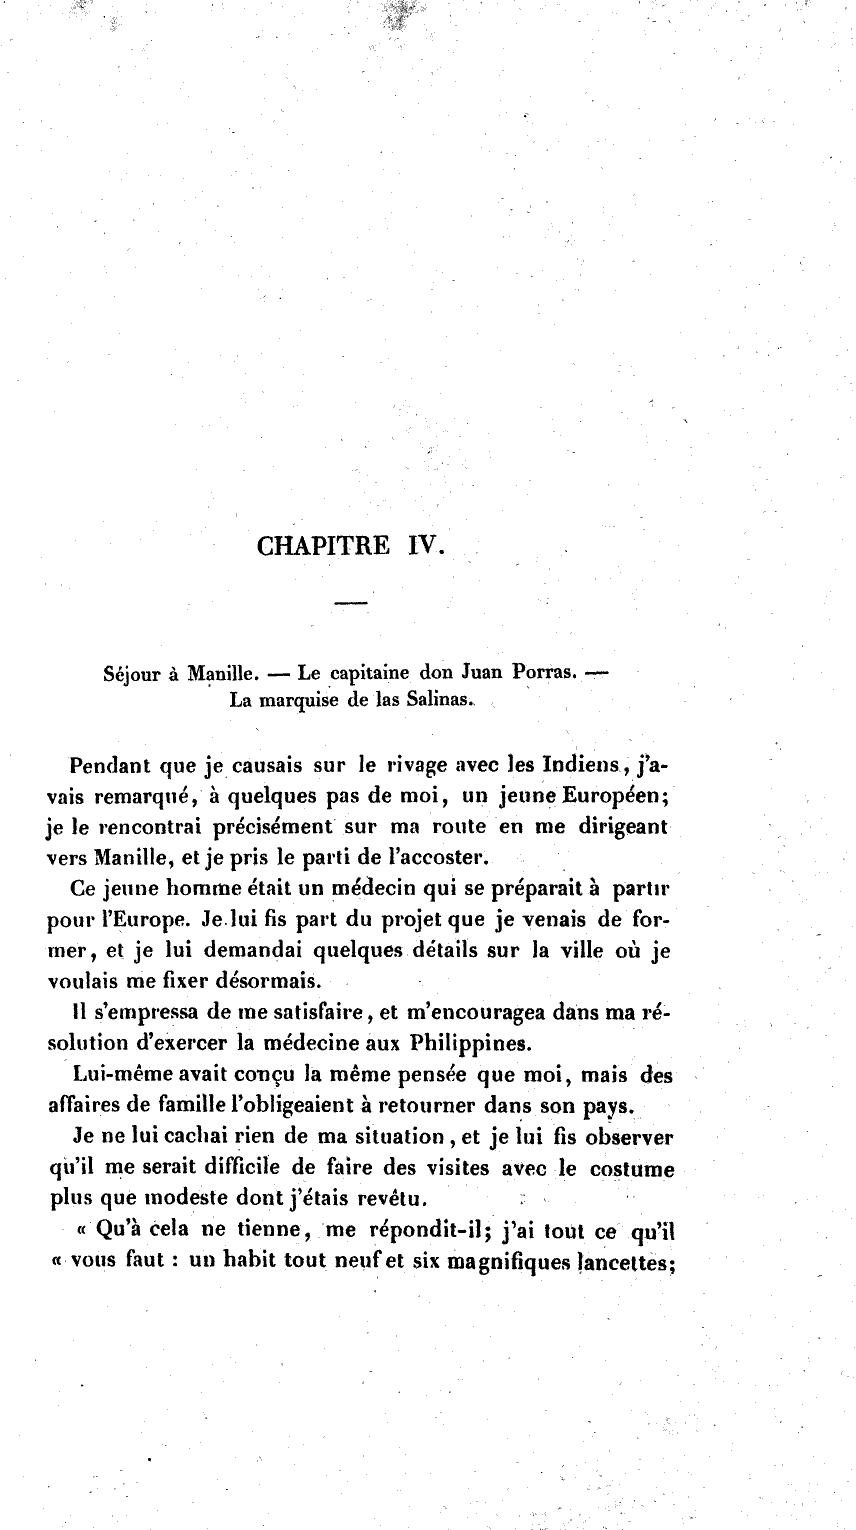 CHAPITRE IV.
Séjour à Manille. — Le capitaine don Juan Porras. —
La marquise de las Salinas.
Pendant que je causais sur le rivage avec les Indiens, j'a-
vais remarqué, à quelques pas de moi, un jeune Européen;
je le rencontrai précisément sur ma route en me dirigeant
vers Manille, et je pris le parti de l'accoster.
Ce jeune homme était un médecin qui se préparait à partir
pour l'Europe. Je lui fis part du projet que je venais de for-
mer, et je lui demandai quelques détails sur la ville où je
voulais me fixer désormais.
Il s'empressa de me satisfaire, et m'encouragea dans ma ré-
solution d'exercer la médecine aux Philippines.
Lui-même avait conçu la même pensée que moi, mais des
affaires de famille l'obligeaient à retourner dans son pays.
Je ne lui cachai rien de ma situation, et je lui fis observer
qu'il me serait difficile de faire des visites avec le costume
plus que modeste dont j'étais revêtu.
« Qu'à cela ne tienne, me répondit-il; j'ai tout ce qu'il
« vous faut : un habit tout neuf et six magnifiques lancettes;